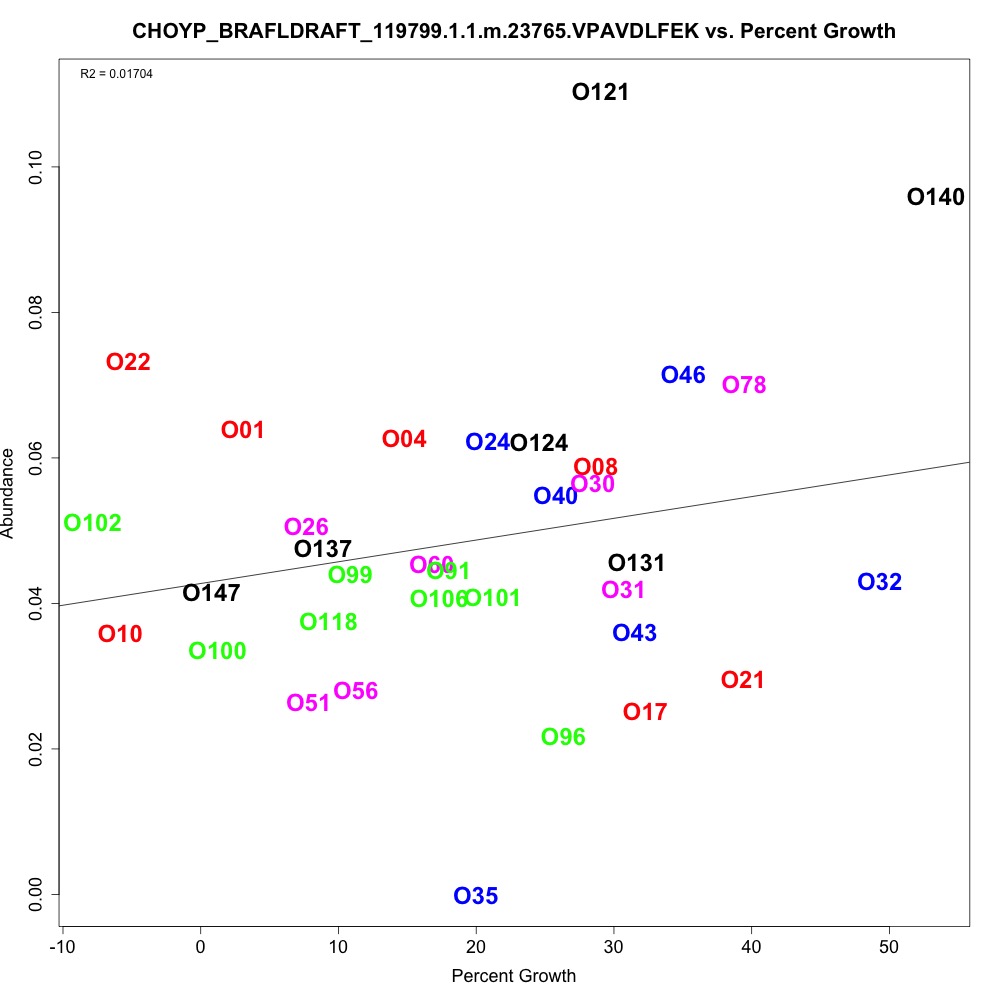 CHOYP_BRAFLDRAFT_119799.1.1.m.23765.VPAVDLFEK vs. Percent Growth
R2 = 0.01704
O121
O140
O22
O46
O78
O01
O04
O24
O124
O08
O30
O40
O102
O26
O137
O60
O91
O99
O131
O31
O32
O147
O106
O101
O118
O10
O43
O100
O21
O56
O51
O17
O96
O35
0.10
0.08
0.06
0.04
0.02
0.00
Abundance
-10 0 10 20 30 40 50
Percent Growth